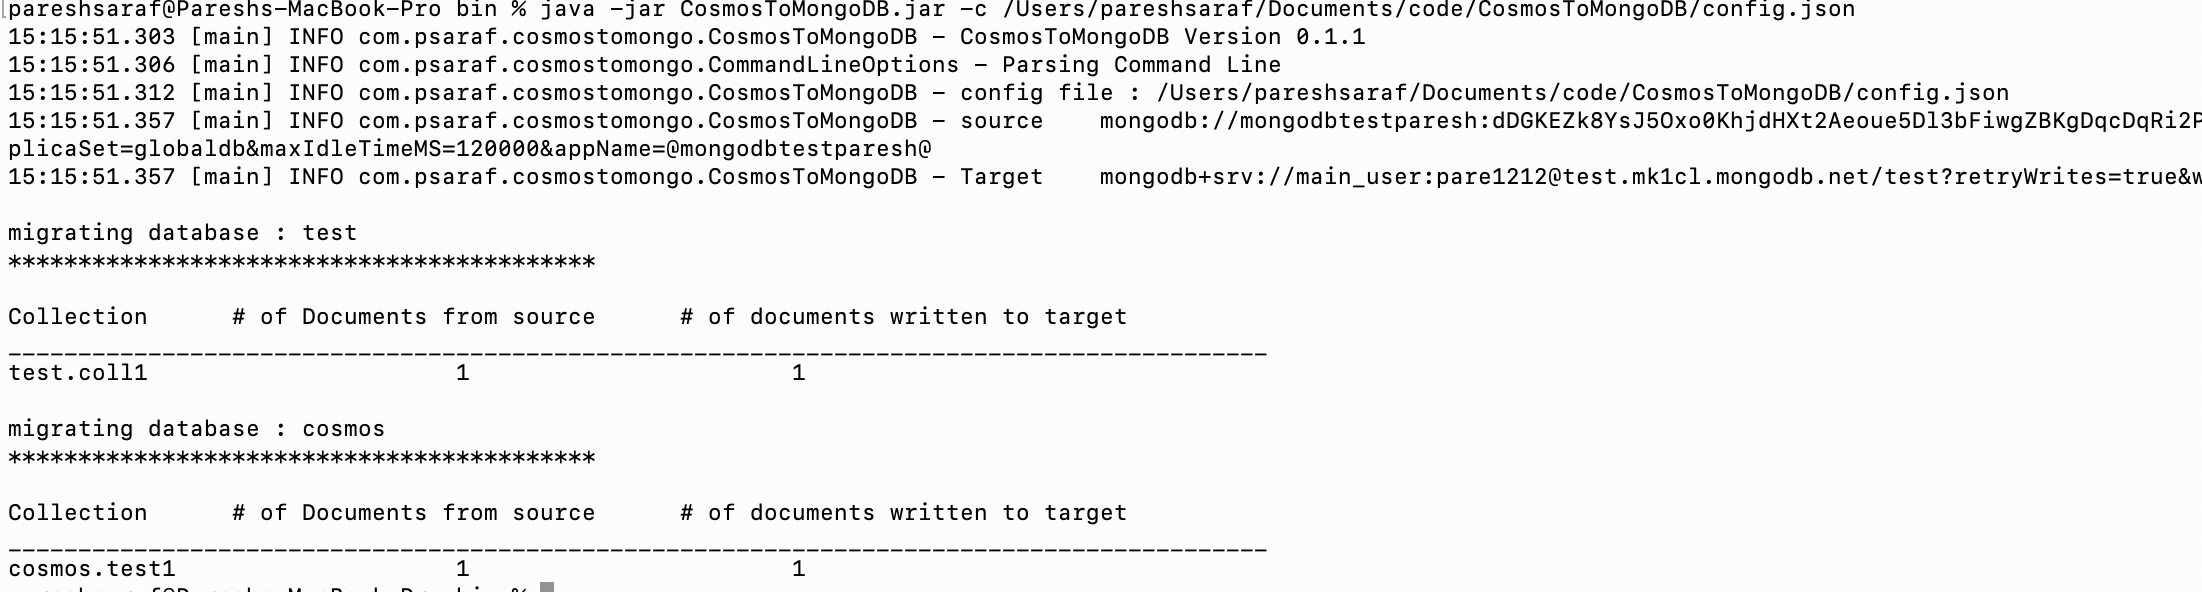 pareshsaraf@Pareshs-MacBook-Pro bin % java -jar CosmosToMongoDB.jar -c /Users/pareshsaraf/Documents/code/CosmosToMongoDB/config.json
15:15:51.303 [main] INFO com.psaraf.cosmostomongo.CosmosToMongoDB - CosmosToMongoDB Version 0.1.1
15:15:51.306 [main] INFO com.psaraf.cosmostomongo.CommandLineOptions - Parsing Command Line
15:15:51.312 [main] INFO com.psaraf.cosmostomongo.CosmosToMongoDB - config file : /Users/pareshsaraf/Documents/code/CosmosToMongoDB/config.json
15:15:51.357 [main] INFO com.psaraf.cosmostomongo.CosmosToMongoDB - source    mongodb://mongodbtestparesh:dDGKEZk8YsJ5Oxo0KhjdHXt2Aeoue5Dl3bFiwgZBKgDqcDqRi2P
plicaSet=globaldb&maxIdleTimeMS=120000&appName=@mongodbtestparesh@
15:15:51.357 [main] INFO com.psaraf.cosmostomongo.CosmosToMongoDB - Target    mongodb+srv://main_user:pare1212@test.mk1cl.mongodb.net/test?retryWrites=true&w
migrating database : test
******************************************
Collection      # of Documents from source      # of documents written to target
__________________________________________________________________________________________
test.coll1                      1                       1
migrating database : cosmos
******************************************
Collection      # of Documents from source      # of documents written to target
__________________________________________________________________________________________
cosmos.test1                    1                       1
pareshsaraf@Pareshs-MacBook-Pro bin %